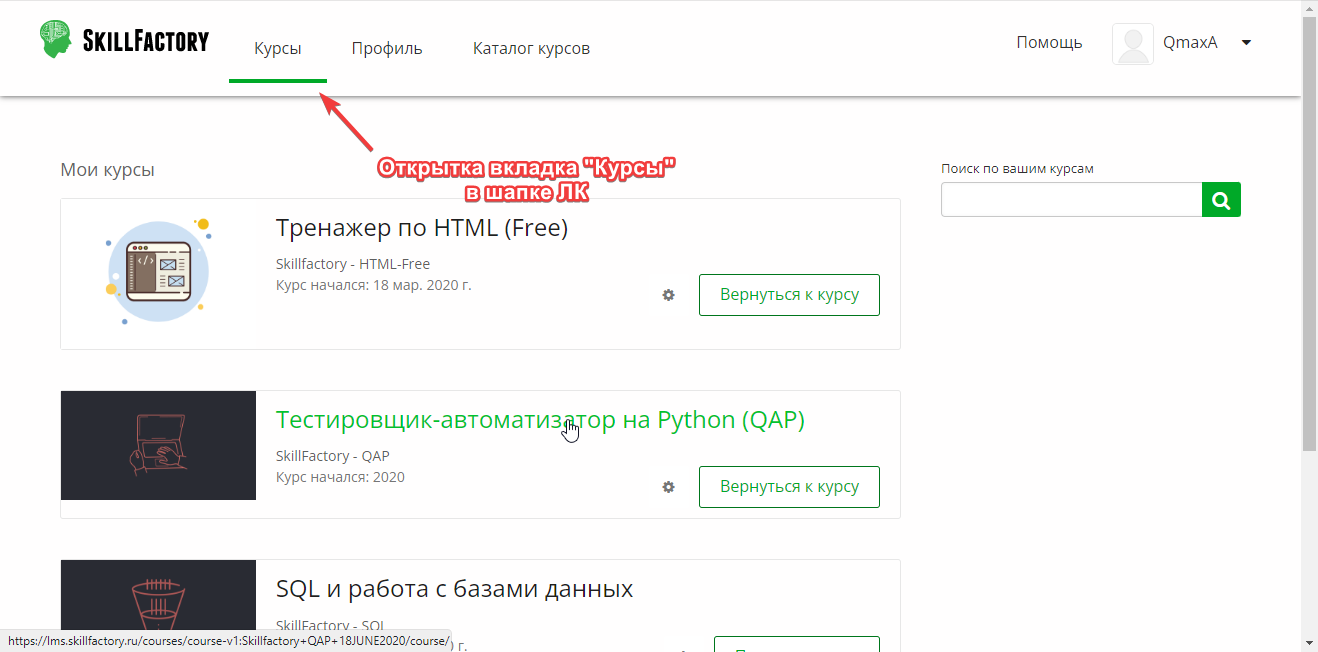 SKILLFACTORY
Курсы
Профиль
Каталог курсов
Помощь
QmaxA
Открытка вкладка "Курсы"
в шапке ЛК
Мои курсы
Поиск по вашим курсам
Тренажер по HTML (Free)
Skillfactory - HTML-Free
Курс начался: 18 мар. 2020 г.
Вернуться к курсу
Тестировщик-автоматизатор на Python (QAP)
SkillFactory - QAP
Курс начался: 2020
Вернуться к курсу
SQL и работа с базами данных
SkillFactory - SQL
https://lms.skillfactory.ru/courses/course-v1:Skillfactory+QAP+18JUNE2020/course/
г.